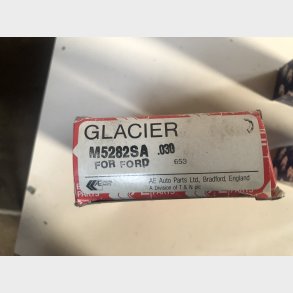 GLACIER
M5282SA .030
FOR FORD 653
AE Auto Parts Ltd, Bradford, England
A Division of T & N plc